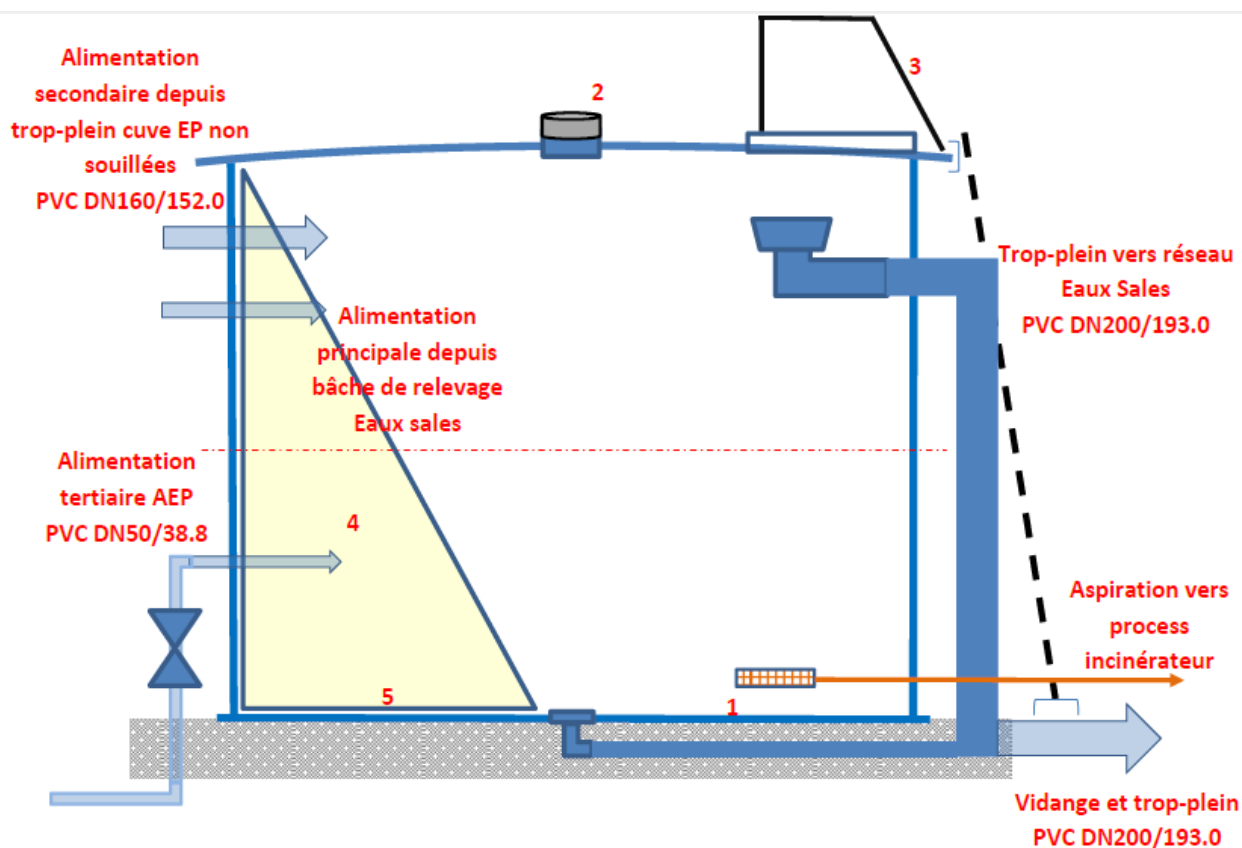 Alimentation
secondaire depuis
trop-plein cuve EP non
souillées
PVC DN160/152.0
2
3
Trop-plein vers réseau
Eaux Sales
PVC DN200/193.0
Alimentation
principale depuis
bâche de relevage
Eaux sales
Alimentation
tertiaire AEP
PVC DN50/38.8
4
Aspiration vers
process
incinérateur
5
1
Vidange et trop-plein
PVC DN200/193.0